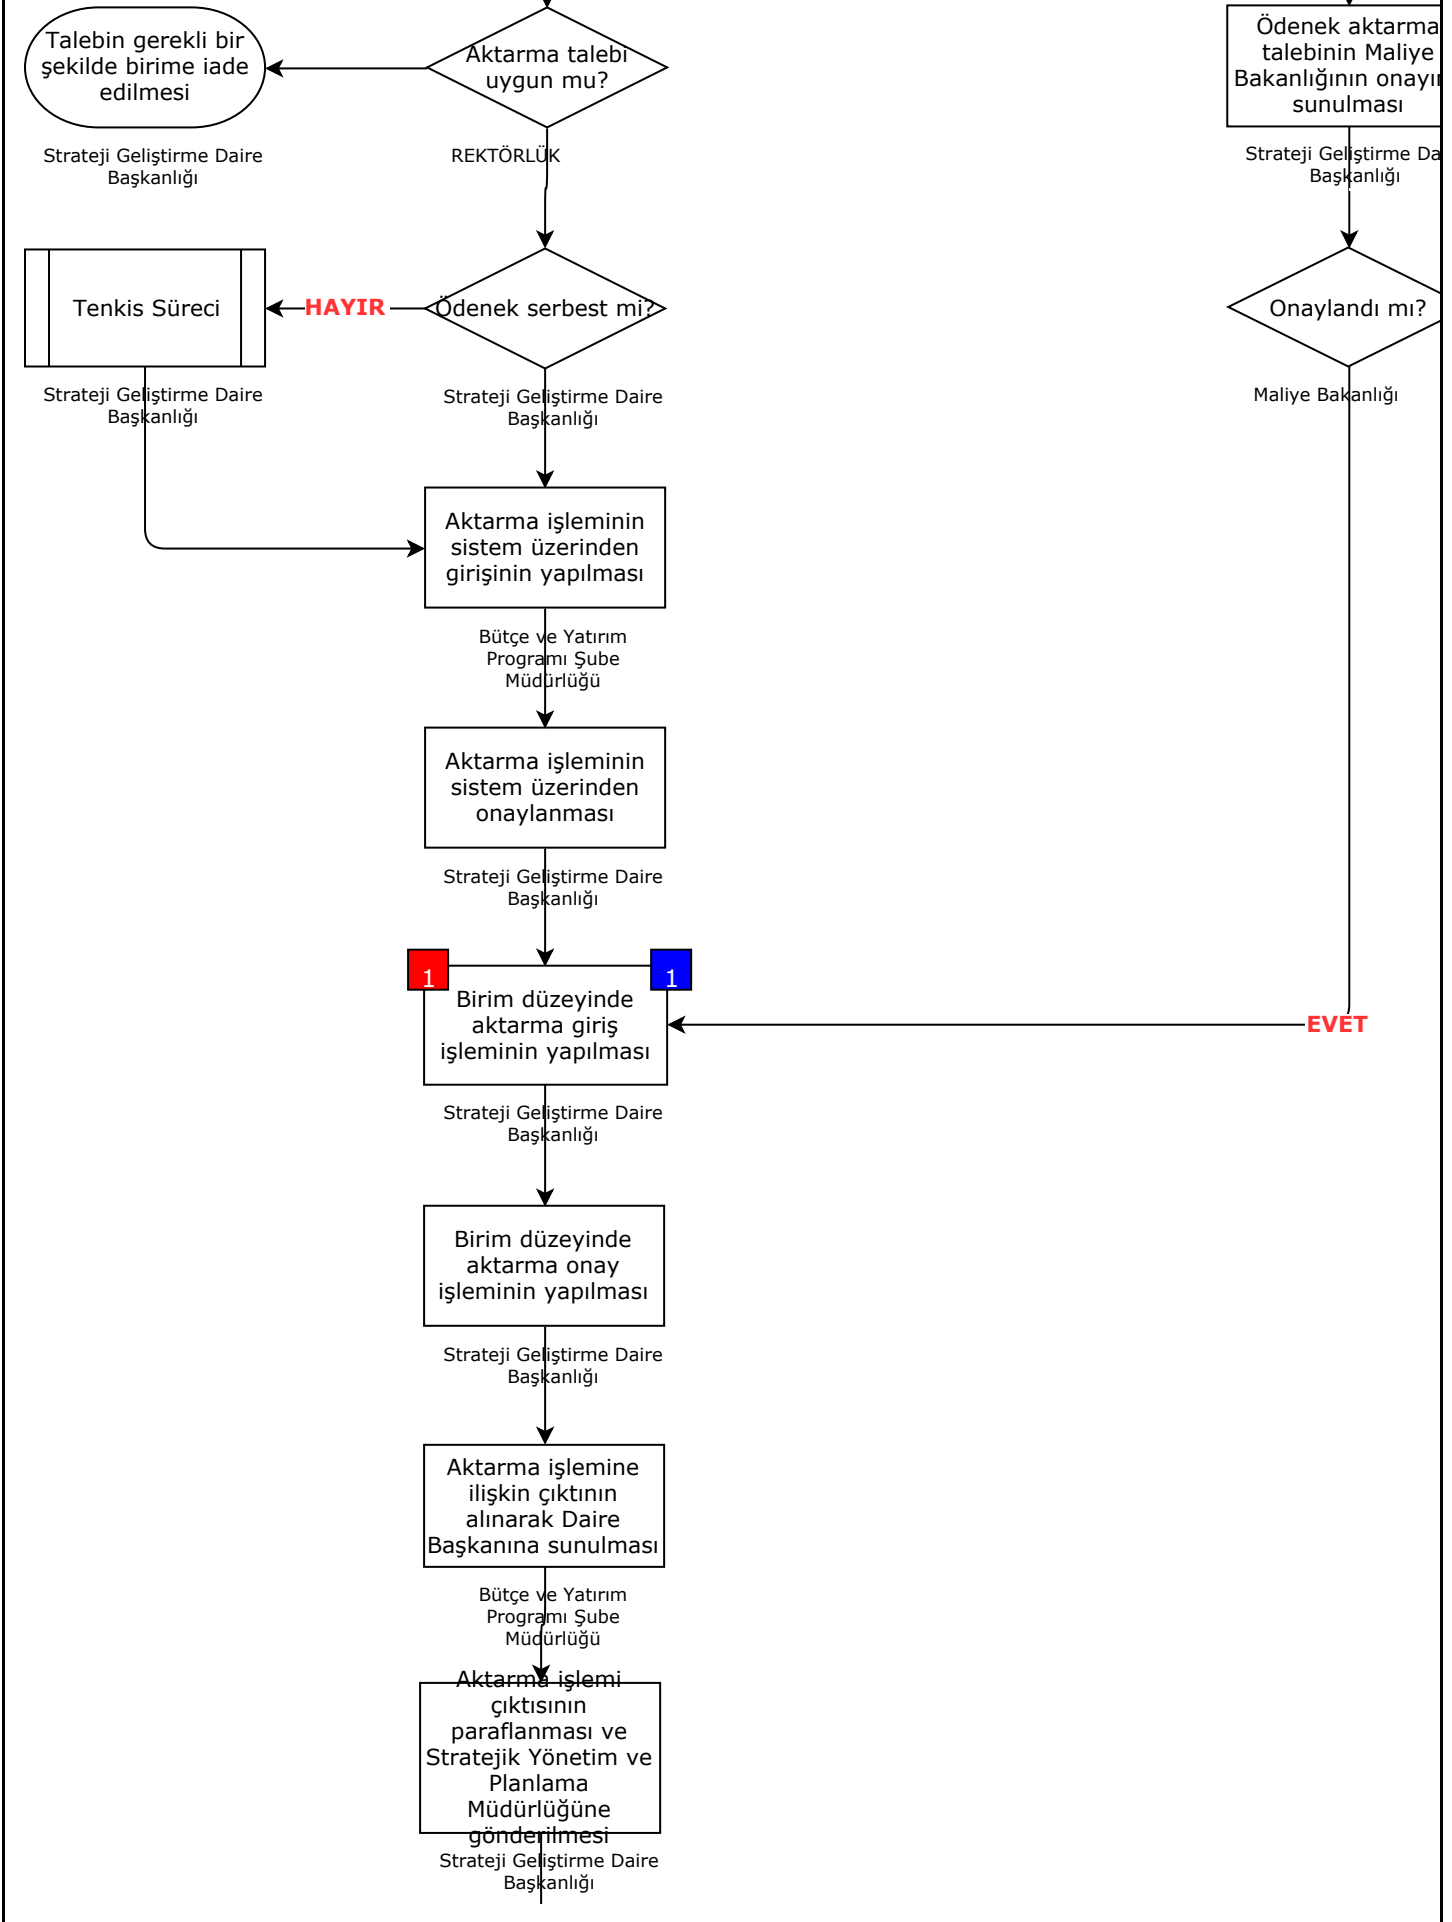 Talebin gerekli bir
şekilde birime iade
edilmesi
Strateji Geliştirme Daire
Başkanlığı
Aktarma talebi
uygun mu?
REKTÖRLÜK
Ödenek aktarma
talebinin Maliye
Bakanlığının
sunulması
Strateji Geliştirme
Başkanlığı
Tenkis Süreci
Strateji Geliştirme Daire
Başkanlığı
HAYIR
Ödenek serbest mi?
Strateji Geliştirme Daire
Başkanlığı
Onaylandı mı?
Maliye Bakanlığı
Aktarma işleminin
sistem üzerinden
girişinin yapılması
Bütçe ve Yatırım
Programı Şube
Müdürlüğü
Aktarma işleminin
sistem üzerinden
onaylanması
Strateji Geliştirme Daire
Başkanlığı
1
1
Birim düzeyinde
aktarma giriş
işleminin yapılması
EVET
Strateji Geliştirme Daire
Başkanlığı
Birim düzeyinde
aktarma onay
işleminin yapılması
Strateji Geliştirme Daire
Başkanlığı
Aktarma işlemine
ilişkin çıktının
alınarak Daire
Başkanına sunulması
Bütçe ve Yatırım
Programı Şube
Müdürlüğü
Aktarma işlemi
çıktısının
paraflanması ve
Stratejik Yönetim ve
Planlama
Müdürlüğüne
gönderilmesi
Strateji Geliştirme Daire
Başkanlığı